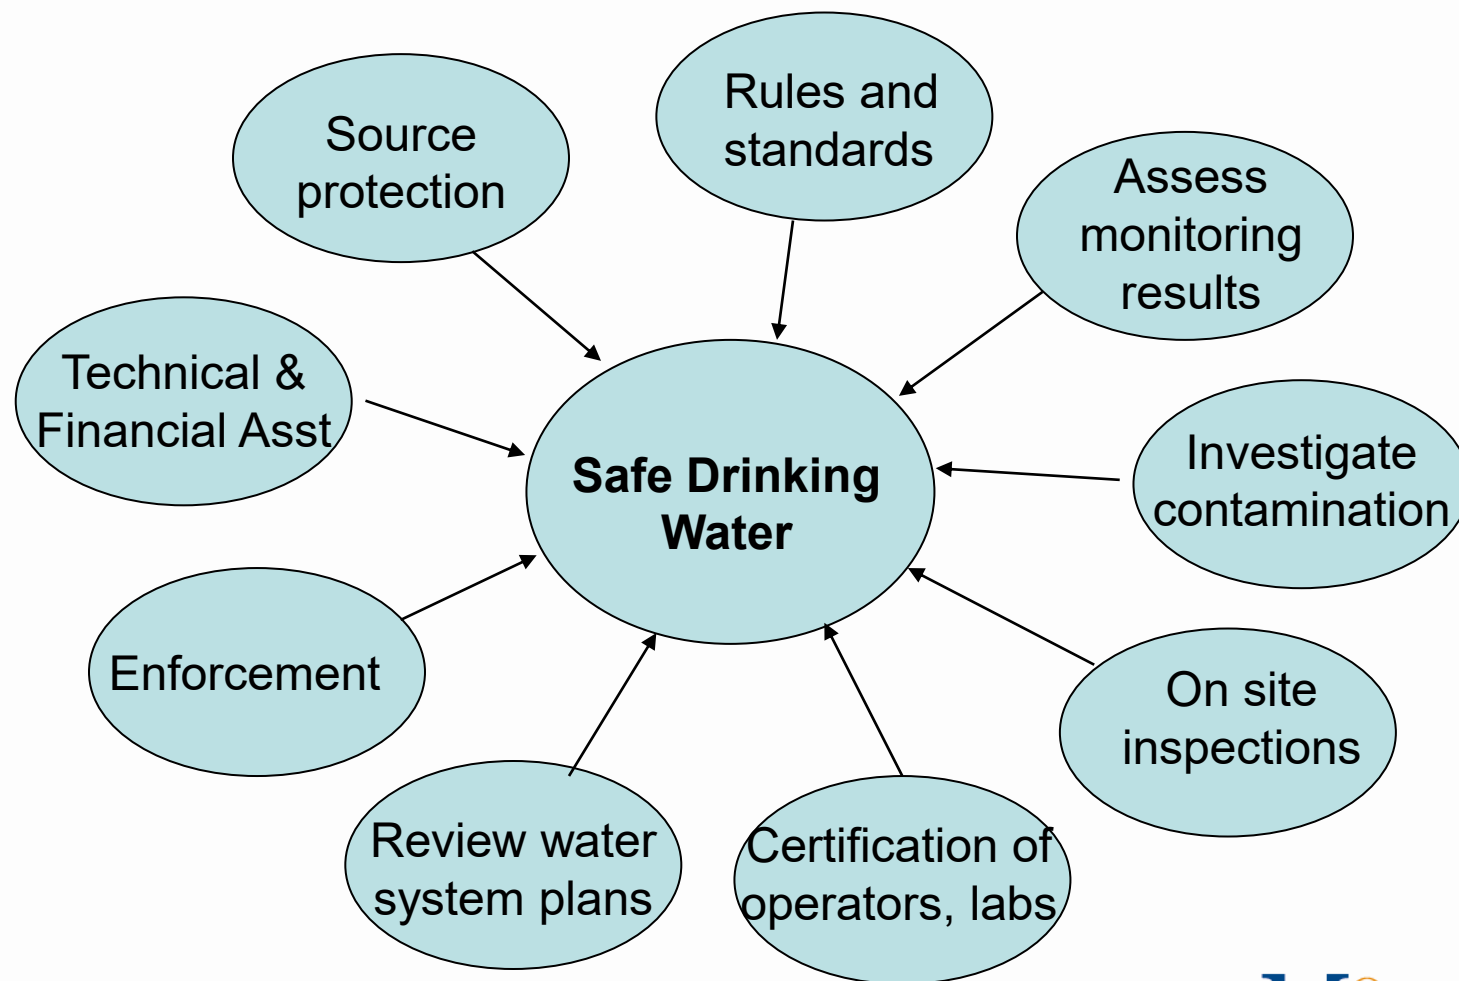 Rules and
standards
Source
protection
Assess
monitoring
results
Technical &
Financial Asst
Investigate
contamination
Safe Drinking
Water
Enforcement
On site
inspections
Review water
system plans
Certification of
operators, labs